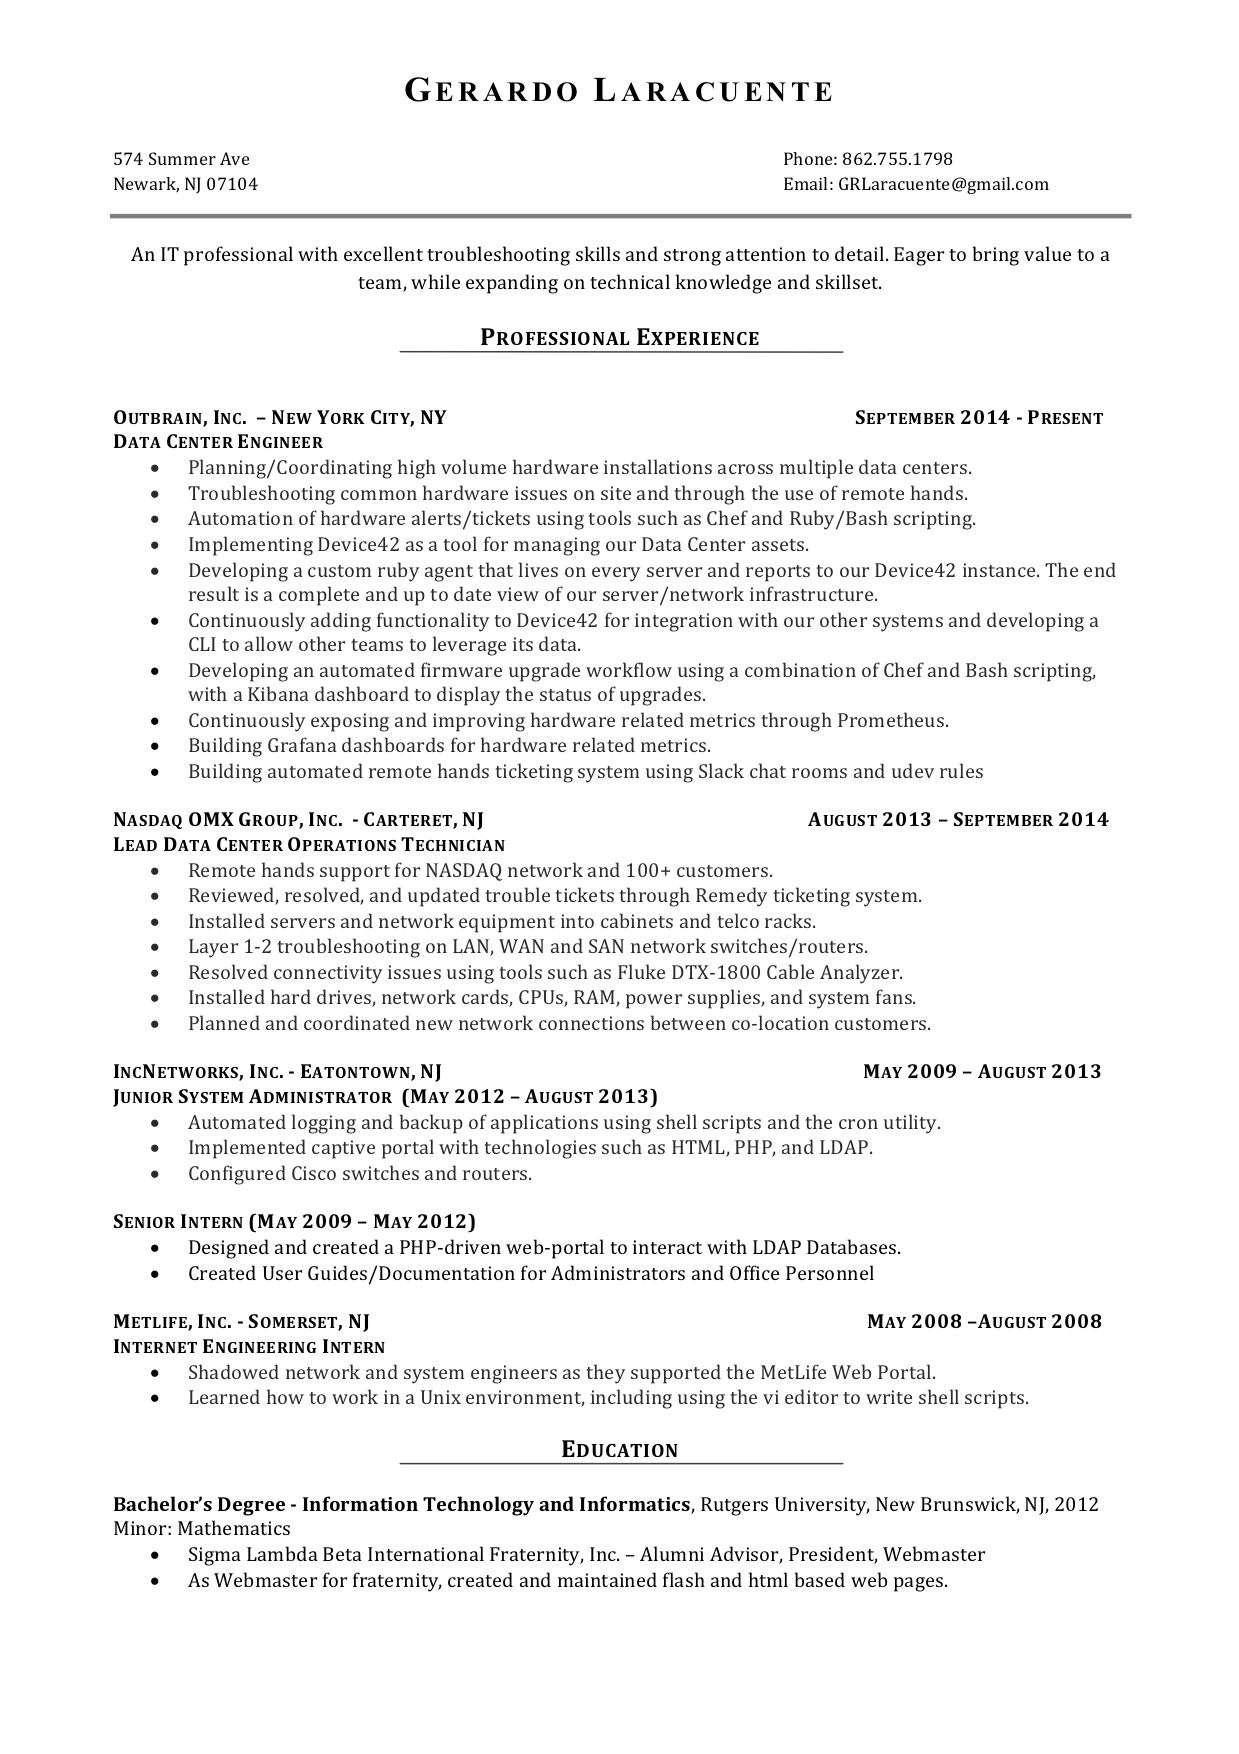 GERARDO LARACUENTE
574 Summer Ave
Newark, NJ 07104
Phone: 862.755.1798
Email: GRLaracuente@gmail.com
An IT professional with excellent troubleshooting skills and strong attention to detail. Eager to bring value to a
team, while expanding on technical knowledge and skillset.
PROFESSIONAL EXPERIENCE
OUTBRAIN, INC. – NEW YORK CITY, NY SEPTEMBER 2014 - PRESENT
DATA CENTER ENGINEER
• Planning/Coordinating high volume hardware installations across multiple data centers.
• Troubleshooting common hardware issues on site and through the use of remote hands.
• Automation of hardware alerts/tickets using tools such as Chef and Ruby/Bash scripting.
• Implementing Device42 as a tool for managing our Data Center assets.
• Developing a custom ruby agent that lives on every server and reports to our Device42 instance. The end
result is a complete and up to date view of our server/network infrastructure.
• Continuously adding functionality to Device42 for integration with our other systems and developing a
CLI to allow other teams to leverage its data.
• Developing an automated firmware upgrade workflow using a combination of Chef and Bash scripting,
with a Kibana dashboard to display the status of upgrades.
• Continuously exposing and improving hardware related metrics through Prometheus.
• Building Grafana dashboards for hardware related metrics.
• Building automated remote hands ticketing system using Slack chat rooms and udev rules
NASDAQ OMX GROUP, INC. - CARTERET, NJ AUGUST 2013 – SEPTEMBER 2014
LEAD DATA CENTER OPERATIONS TECHNICIAN
• Remote hands support for NASDAQ network and 100+ customers.
• Reviewed, resolved, and updated trouble tickets through Remedy ticketing system.
• Installed servers and network equipment into cabinets and telco racks.
• Layer 1-2 troubleshooting on LAN, WAN and SAN network switches/routers.
• Resolved connectivity issues using tools such as Fluke DTX-1800 Cable Analyzer.
• Installed hard drives, network cards, CPUs, RAM, power supplies, and system fans.
• Planned and coordinated new network connections between co-location customers.
INCNETWORKS, INC. - EATONTOWN, NJ MAY 2009 – AUGUST 2013
JUNIOR SYSTEM ADMINISTRATOR (MAY 2012 – AUGUST 2013)
• Automated logging and backup of applications using shell scripts and the cron utility.
• Implemented captive portal with technologies such as HTML, PHP, and LDAP.
• Configured Cisco switches and routers.
SENIOR INTERN (MAY 2009 – MAY 2012)
• Designed and created a PHP-driven web-portal to interact with LDAP Databases.
• Created User Guides/Documentation for Administrators and Office Personnel
METLIFE, INC. - SOMERSET, NJ MAY 2008 –AUGUST 2008
INTERNET ENGINEERING INTERN
• Shadowed network and system engineers as they supported the MetLife Web Portal.
• Learned how to work in a Unix environment, including using the vi editor to write shell scripts.
EDUCATION
Bachelor’s Degree - Information Technology and Informatics, Rutgers University, New Brunswick, NJ, 2012
Minor: Mathematics
• Sigma Lambda Beta International Fraternity, Inc. – Alumni Advisor, President, Webmaster
• As Webmaster for fraternity, created and maintained flash and html based web pages.